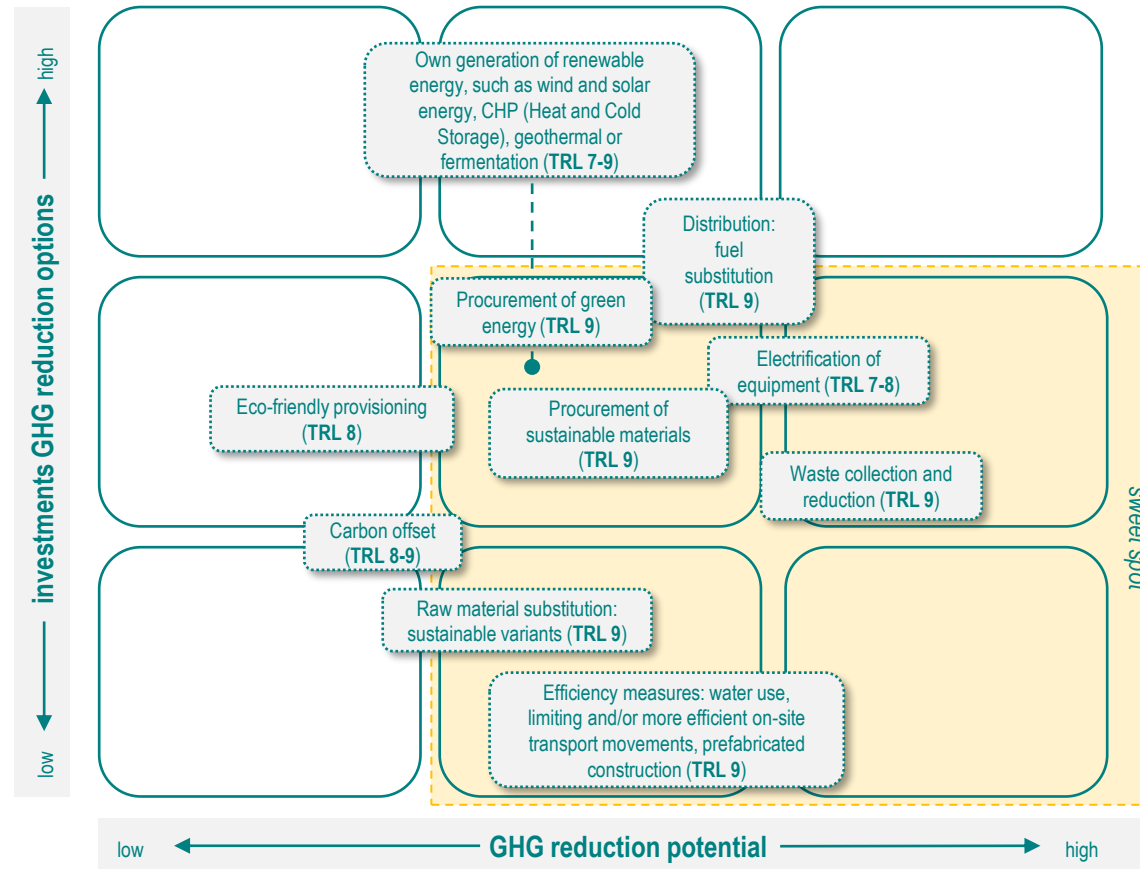 high
investments GHG reduction options
low
Own generation of renewable
energy, such as wind and solar
energy, CHP (Heat and Cold
Storage), geothermal or
fermentation (TRL 7-9)
Distribution:
fuel
substitution
(TRL 9)
Procurement of green
energy (TRL 9)
Electrification of
equipment (TRL 7-8)
Eco-friendly provisioning
(TRL 8)
Procurement of
sustainable materials
(TRL 9)
Waste collection and
reduction (TRL 9)
sweet spot
Carbon offset
(TRL 8-9)
Raw material substitution:
sustainable variants (TRL 9)
Efficiency measures: water use,
limiting and/or more efficient on-site
transport movements, prefabricated
construction (TRL 9)
low
GHG reduction potential
high